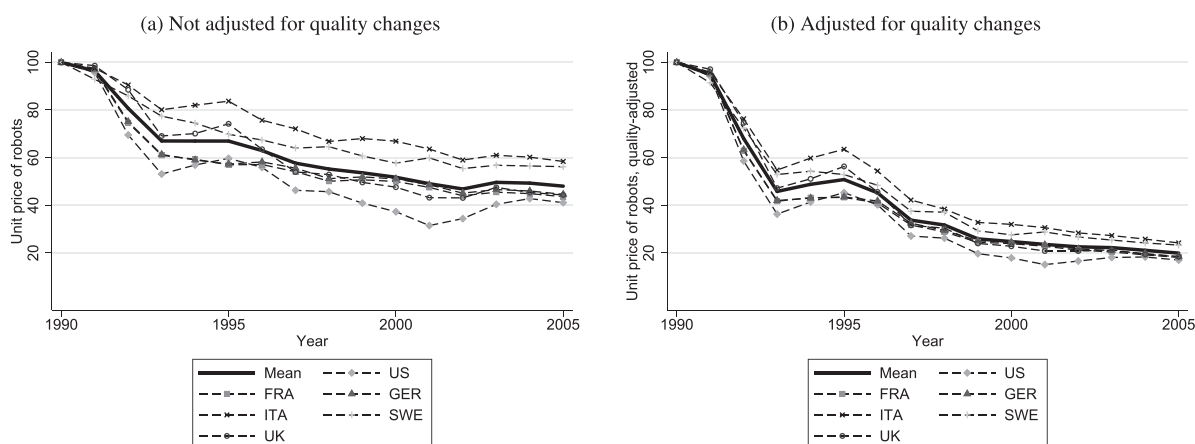 (a) Not adjusted for quality changes
Unit price of robots
100
80
60
40
20
1990
1995
2000
2005
Year
Mean
US
FRA
GER
ITA
SWE
UK
(b) Adjusted for quality changes
Unit price of robots, quality-adjusted
100
80
60
40
20
1990
1995
2000
2005
Year
Mean
US
FRA
GER
ITA
SWE
UK